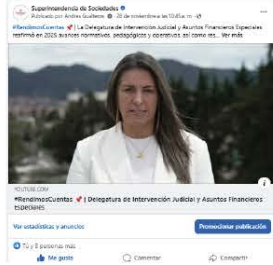 Superintendencia de Sociedades
Publicado por Andres Gualteros · 28 de noviembre a las 10:45 a. m.
#RendimosCuentas 📌 | La Delegatura de Intervención Judicial y Asuntos Financieros Especiales
reafirmó en 2025 avances normativos, pedagógicos y operativos, así como res... Ver más
YOUTUBE.COM
#RendimosCuentas 📌 | Delegatura de Intervención Judicial y Asuntos Financieros
Especiales
Ver estadísticas y anuncios
Promocionar publicación
Tú y 8 personas más
Me gusta
Comentar
Compartir